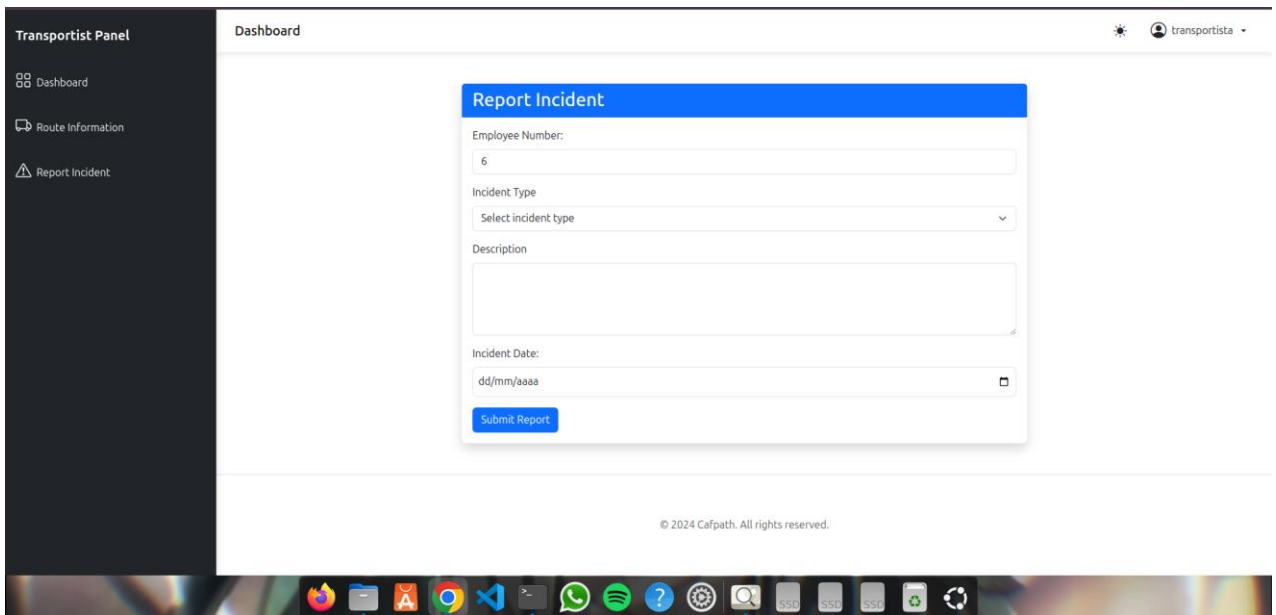 Transportist Panel
Dashboard
Route Information
Report Incident
Dashboard
transportista
Report Incident
Employee Number:
6
Incident Type
Select incident type
Description
Incident Date:
dd/mm/aaaa
Submit Report
© 2024 Cafpath. All rights reserved.
SSD
SSD
SSD